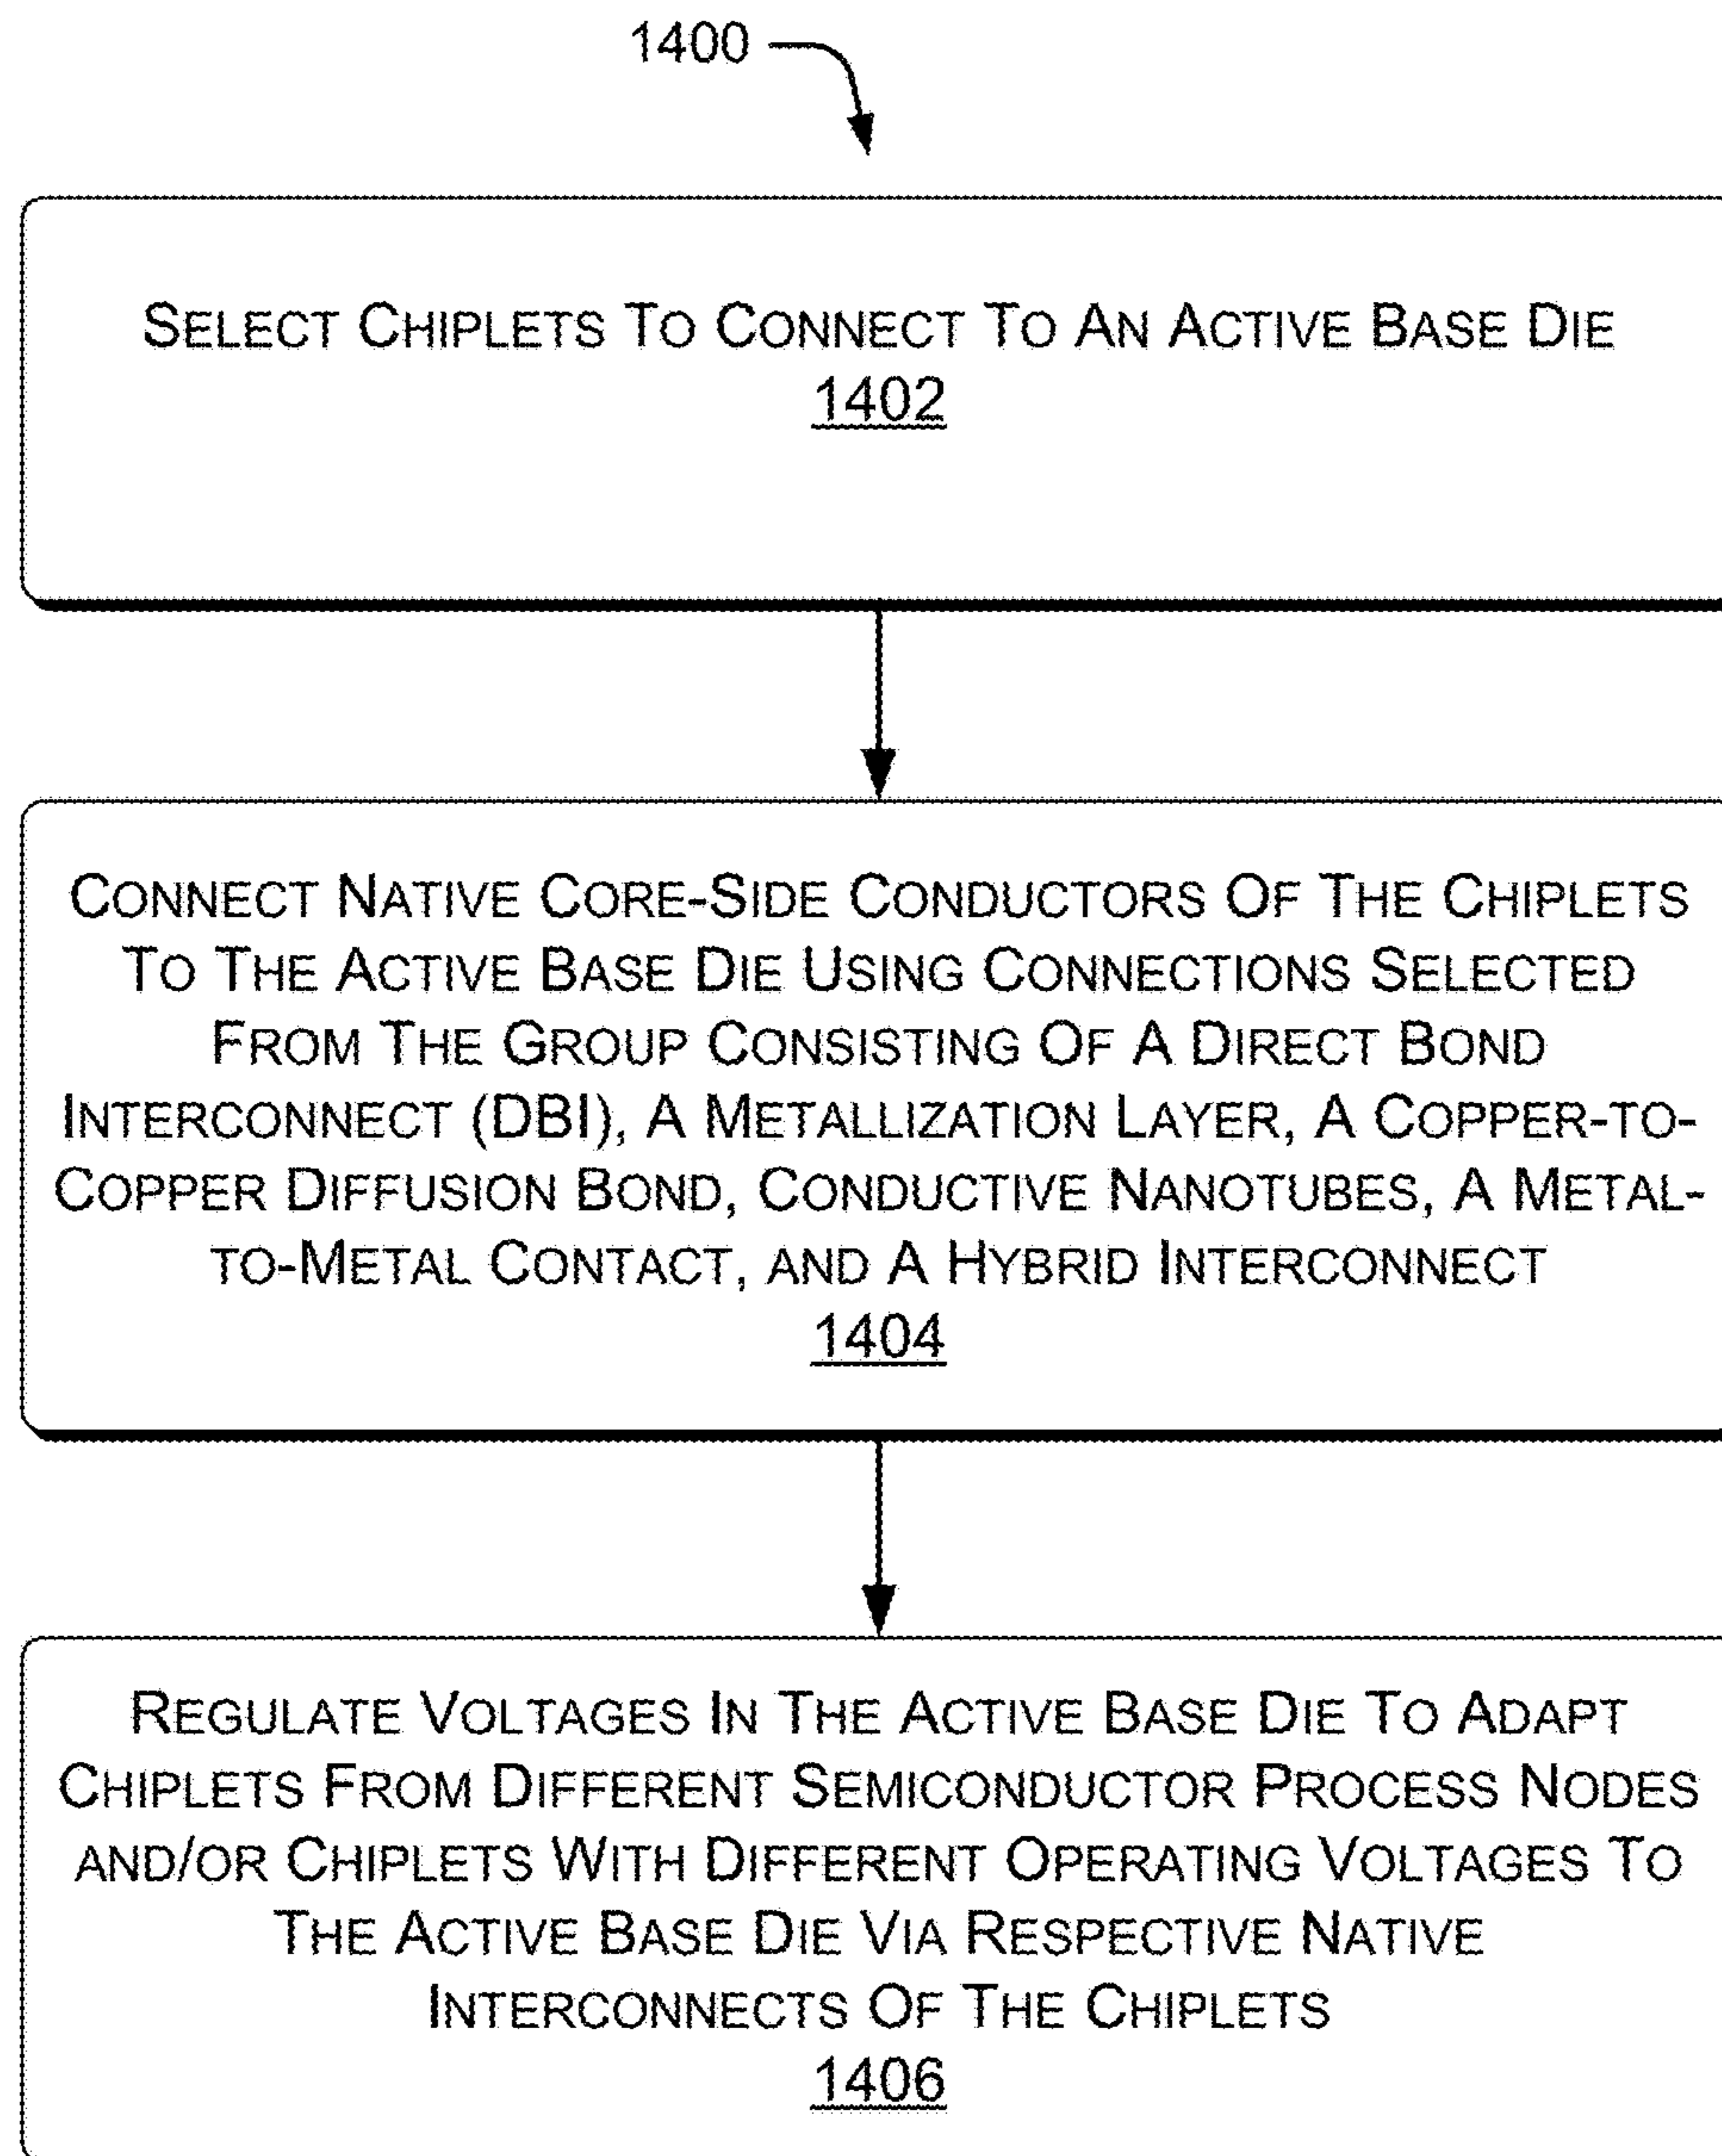 1400
SELECT CHIPLETS TO CONNECT TO AN ACTIVE BASE DIE
1402
CONNECT NATIVE CORE-SIDE CONDUCTORS OF THE CHIPLETS
TO THE ACTIVE BASE DIE USING CONNECTIONS SELECTED
FROM THE GROUP CONSISTING OF A DIRECT BOND
INTERCONNECT (DBI), A METALLIZATION LAYER, A COPPER-TO-
COPPER DIFFUSION BOND, CONDUCTIVE NANOTUBES, A METAL-
TO-METAL CONTACT, AND A HYBRID INTERCONNECT
1404
REGULATE VOLTAGES IN THE ACTIVE BASE DIE TO ADAPT
CHIPLETS FROM DIFFERENT SEMICONDUCTOR PROCESS NODES
AND/OR CHIPLETS WITH DIFFERENT OPERATING VOLTAGES TO
THE ACTIVE BASE DIE VIA RESPECTIVE NATIVE
INTERCONNECTS OF THE CHIPLETS
1406